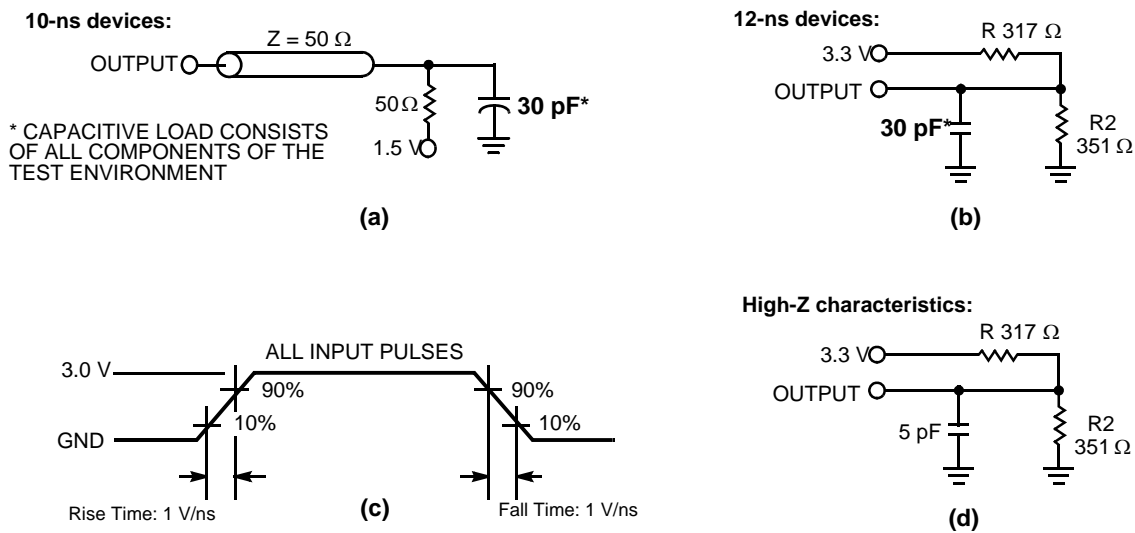 10-ns devices:
Z = 50 Ω
OUTPUT
50Ω
30 pF*
1.5 V
* CAPACITIVE LOAD CONSISTS
OF ALL COMPONENTS OF THE
TEST ENVIRONMENT
(a)
12-ns devices:
R 317 Ω
3.3 V
OUTPUT
30 pF*
R2
351 Ω
(b)
ALL INPUT PULSES
3.0 V
90%
10%
GND
90%
10%
Rise Time: 1 V/ns
(c)
Fall Time: 1 V/ns
High-Z characteristics:
R 317 Ω
3.3 V
OUTPUT
5 pF
R2
351 Ω
(d)